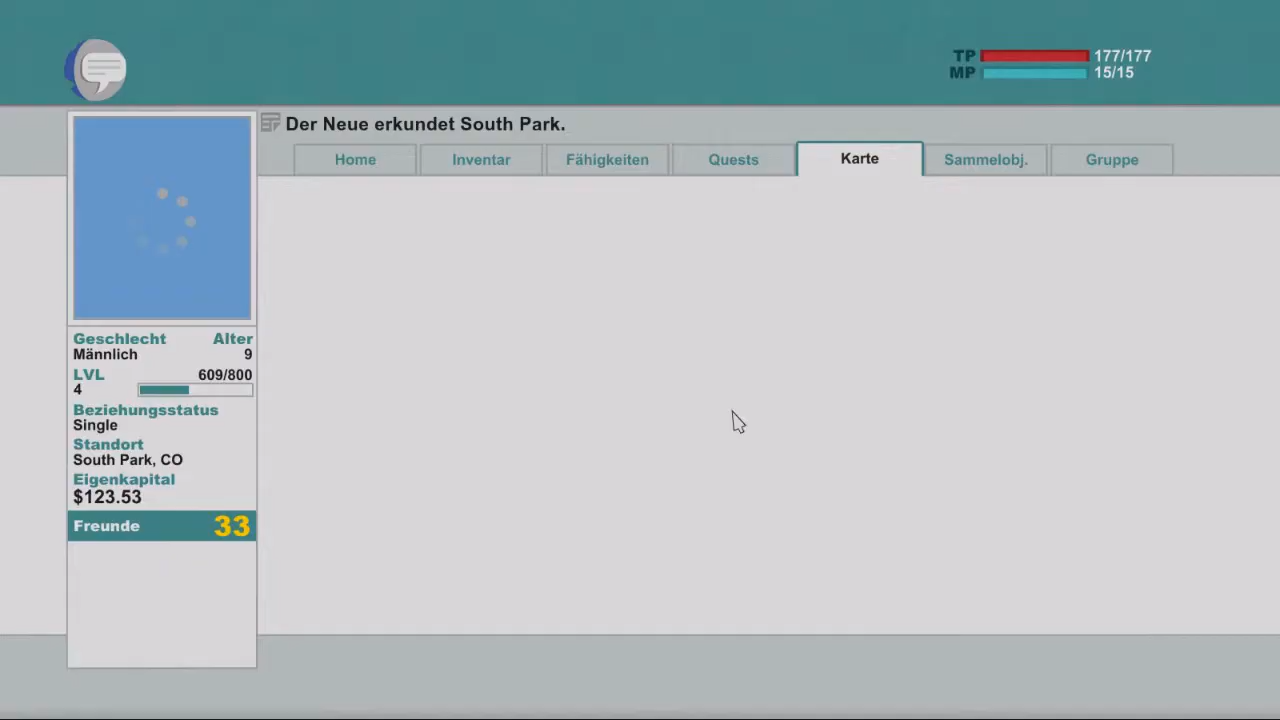 TP 177/177
MP 15/15
Der Neue erkundet South Park.
Home Inventar Fähigkeiten Quests Karte Sammelobj. Gruppe
Geschlecht Alter
Männlich 9
LVL 609/800
4
Beziehungsstatus
Single
Standort
South Park, CO
Eigenkapital
$123.53
Freunde 33